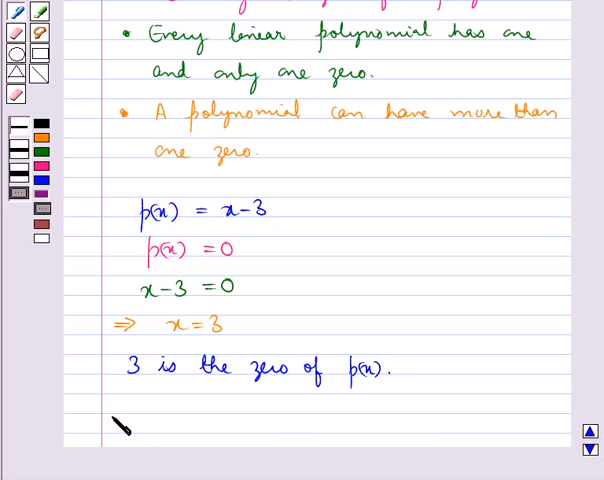 • Every linear polynomial has one
and only one zero.
• A polynomial can have more than
one zero.
p(x) = x-3
p(x) = 0
x-3 = 0
⇒ x = 3
3 is the zero of p(x).